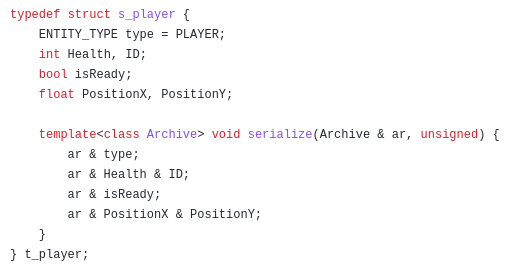 typedef struct s_player {
    ENTITY_TYPE type = PLAYER;
    int Health, ID;
    bool isReady;
    float PositionX, PositionY;

    template<class Archive> void serialize(Archive & ar, unsigned) {
        ar & type;
        ar & Health & ID;
        ar & isReady;
        ar & PositionX & PositionY;
    }
} t_player;